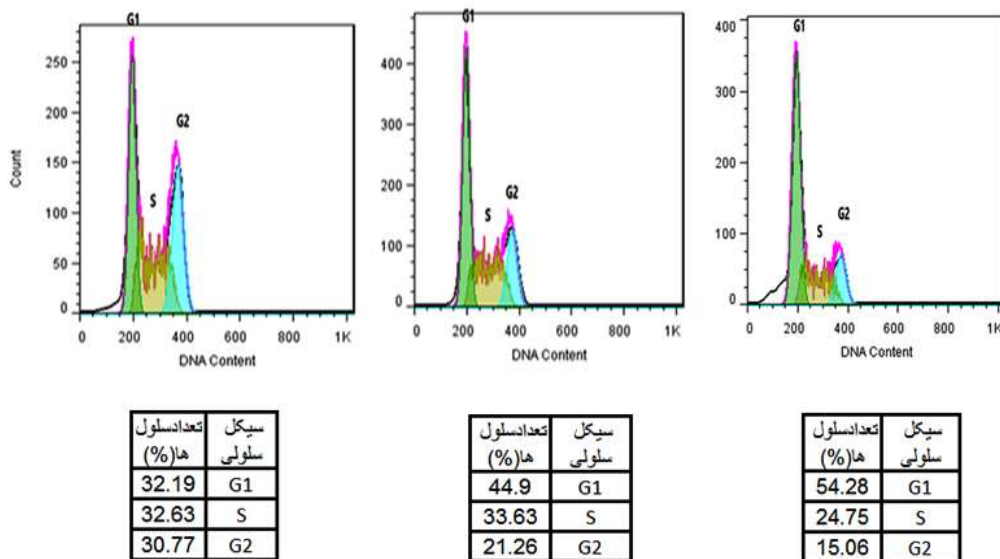 G1
G2
S
Count
250
200
150
100
50
0
0
200
400
600
800
1K
DNA Content
G1
G2
S
400
300
200
100
0
0
200
400
600
800
1K
DNA Content
G1
G2
S
400
300
200
100
0
0
200
400
600
800
1K
DNA Content
سیکل سلولی
تعدادسلول ها(%)
G1 32.19
S 32.63
G2 30.77
سیکل سلولی
تعدادسلول ها(%)
G1 44.9
S 33.63
G2 21.26
سیکل سلولی
تعدادسلول ها(%)
G1 54.28
S 24.75
G2 15.06